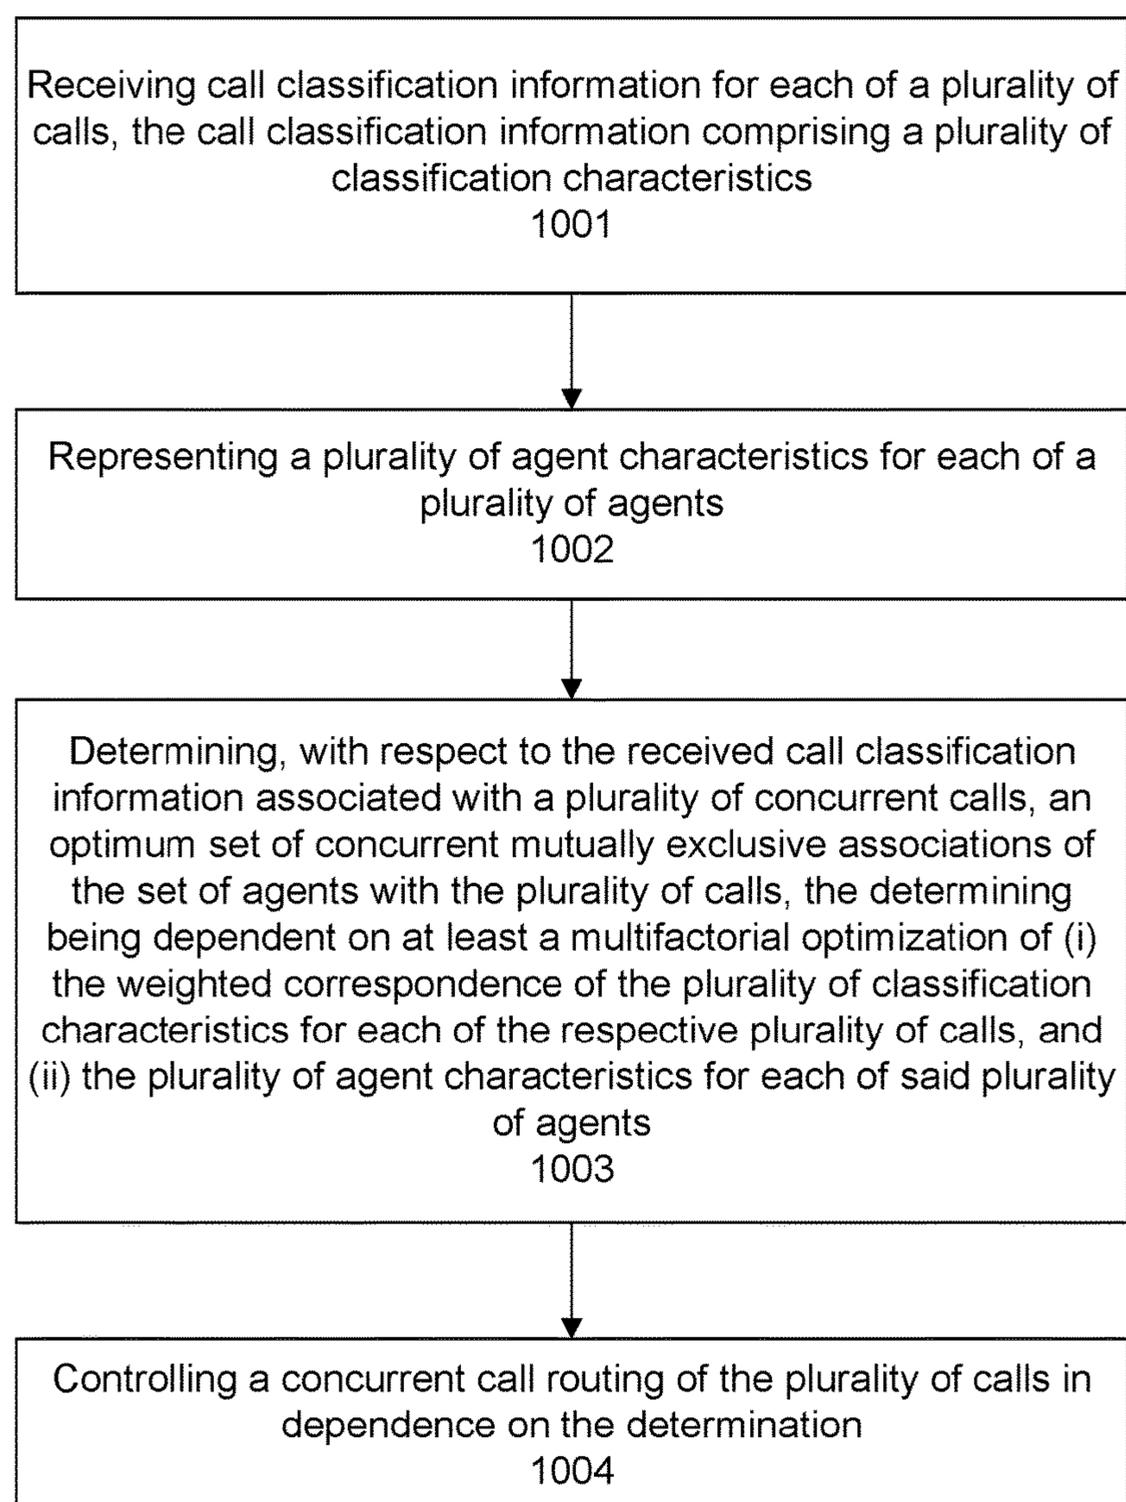 Receiving call classification information for each of a plurality of
calls, the call classification information comprising a plurality of
classification characteristics
1001
Representing a plurality of agent characteristics for each of a
plurality of agents
1002
Determining, with respect to the received call classification
information associated with a plurality of concurrent calls, an
optimum set of concurrent mutually exclusive associations of
the set of agents with the plurality of calls, the determining
being dependent on at least a multifactorial optimization of (i)
the weighted correspondence of the plurality of classification
characteristics for each of the respective plurality of calls, and
(ii) the plurality of agent characteristics for each of said plurality
of agents
1003
Controlling a concurrent call routing of the plurality of calls in
dependence on the determination
1004